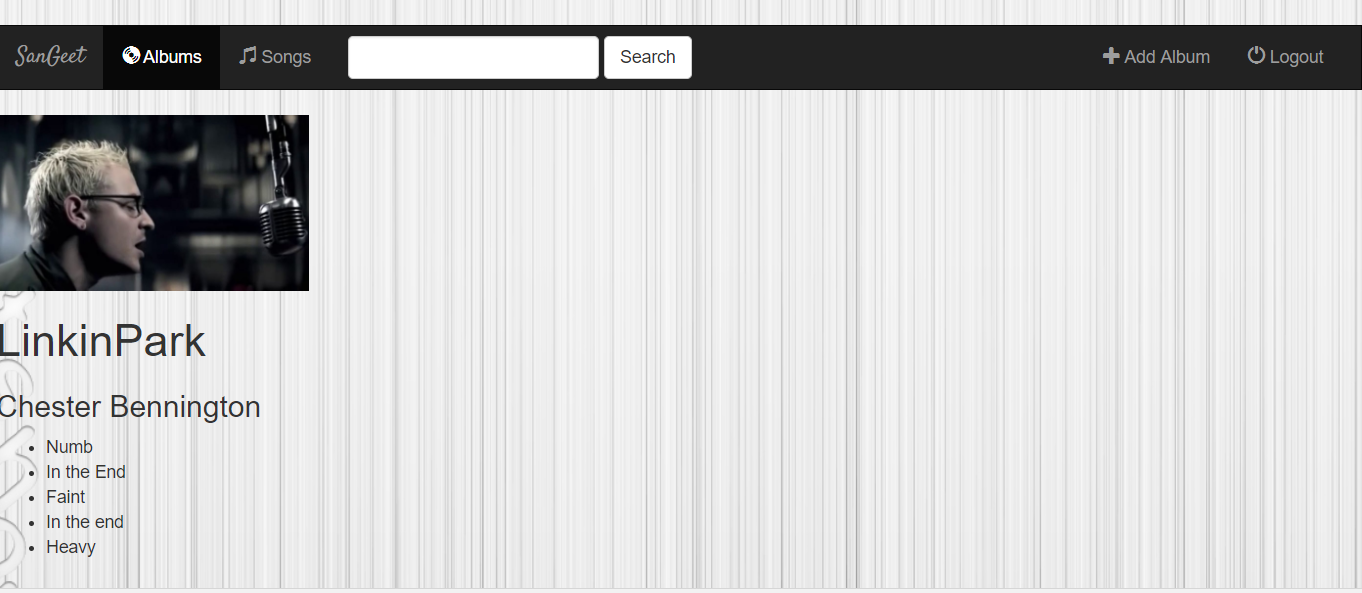 SanGeet Albums Songs Search Add Album Logout
LinkinPark
Chester Bennington
Numb
In the End
Faint
In the end
Heavy